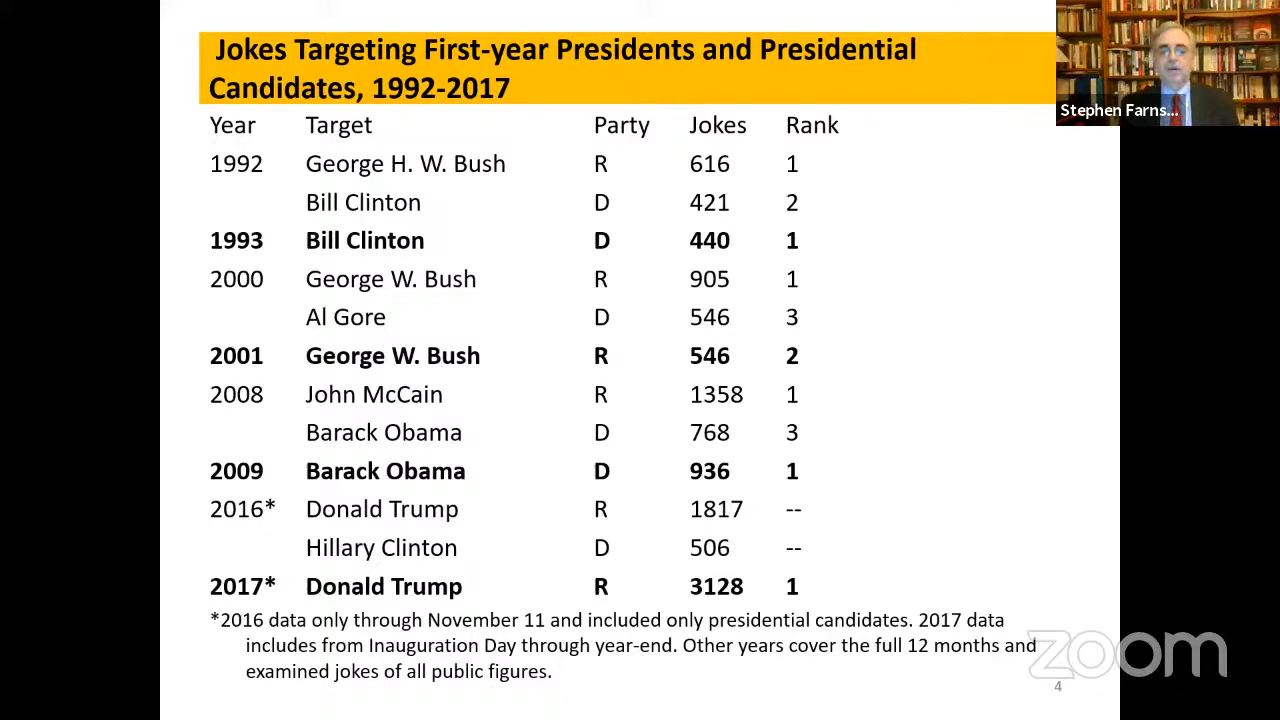 Jokes Targeting First-year Presidents and Presidential
Candidates, 1992-2017
Stephen Farns...
Year Target Party Jokes Rank
1992 George H. W. Bush R 616 1
Bill Clinton D 421 2
1993 Bill Clinton D 440 1
2000 George W. Bush R 905 1
Al Gore D 546 3
2001 George W. Bush R 546 2
2008 John McCain R 1358 1
Barack Obama D 768 3
2009 Barack Obama D 936 1
2016* Donald Trump R 1817 --
Hillary Clinton D 506 --
2017* Donald Trump R 3128 1
*2016 data only through November 11 and included only presidential candidates. 2017 data
includes from Inauguration Day through year-end. Other years cover the full 12 months and
examined jokes of all public figures.
zoom
4